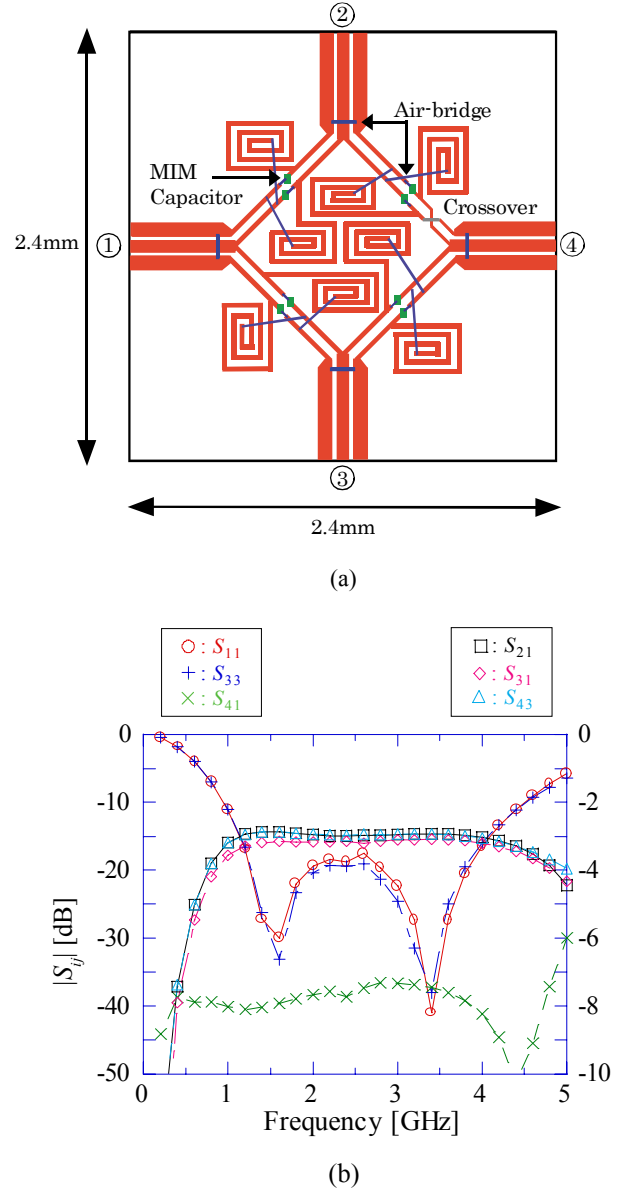 ②
Air-bridge
MIM
Capacitor
Crossover
2.4mm
①
④
③
2.4mm
(a)
○ : S₁₁
+ : S₃₃
× : S₄₁
□ : S₂₁
◇ : S₃₁
△ : S₄₃
0
-10
-20
-30
-40
-50
|Sᵢⱼ| [dB]
0
-2
-4
-6
-8
-10
0 1 2 3 4 5
Frequency [GHz]
(b)